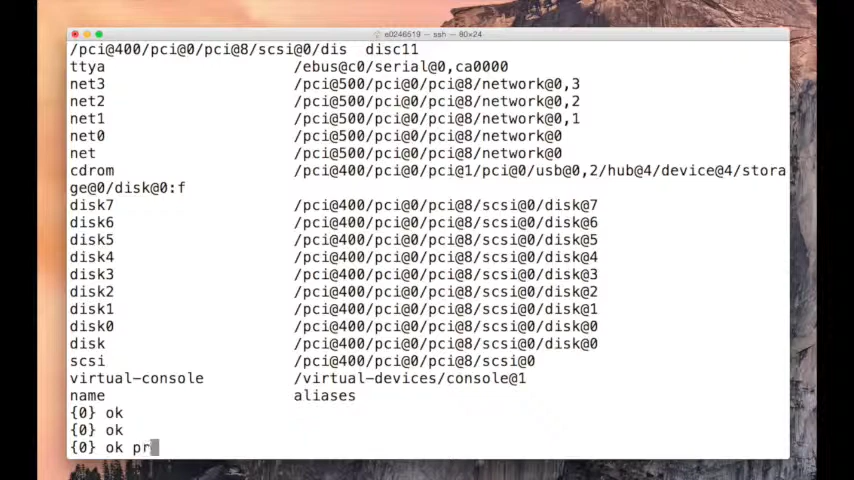 e0246519 — ssh — 80×24
/pci@400/pci@0/pci@8/scsi@0/dis  disc11
ttya                     /ebus@c0/serial@0,ca0000
net3                     /pci@500/pci@0/pci@8/network@0,3
net2                     /pci@500/pci@0/pci@8/network@0,2
net1                     /pci@500/pci@0/pci@8/network@0,1
net0                     /pci@500/pci@0/pci@8/network@0
net                      /pci@500/pci@0/pci@8/network@0
cdrom                    /pci@400/pci@0/pci@1/pci@0/usb@0,2/hub@4/device@4/stora
ge@0/disk@0:f
disk7                    /pci@400/pci@0/pci@8/scsi@0/disk@7
disk6                    /pci@400/pci@0/pci@8/scsi@0/disk@6
disk5                    /pci@400/pci@0/pci@8/scsi@0/disk@5
disk4                    /pci@400/pci@0/pci@8/scsi@0/disk@4
disk3                    /pci@400/pci@0/pci@8/scsi@0/disk@3
disk2                    /pci@400/pci@0/pci@8/scsi@0/disk@2
disk1                    /pci@400/pci@0/pci@8/scsi@0/disk@1
disk0                    /pci@400/pci@0/pci@8/scsi@0/disk@0
disk                     /pci@400/pci@0/pci@8/scsi@0/disk@0
scsi                     /pci@400/pci@0/pci@8/scsi@0
virtual-console          /virtual-devices/console@1
name                     aliases
{0} ok
{0} ok
{0} ok pr